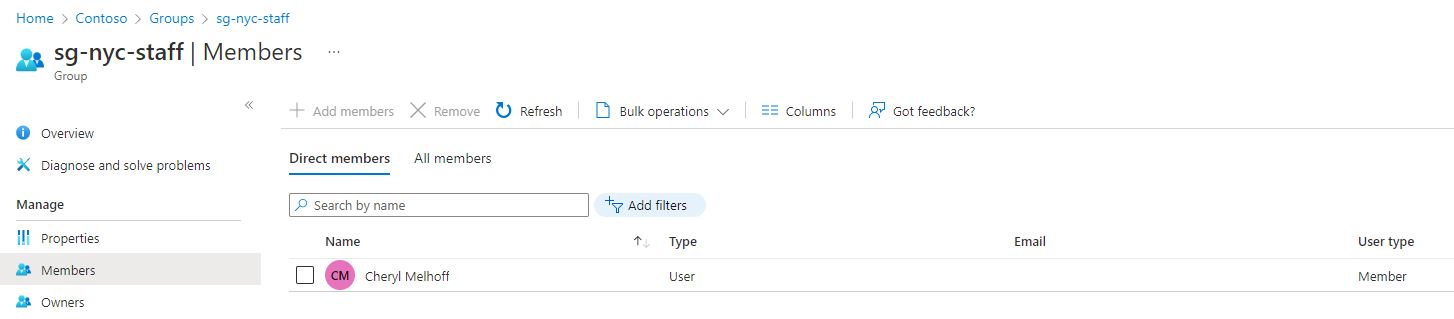 Home > Contoso > Groups > sg-nyc-staff
sg-nyc-staff | Members ...
Group
«
Add members Remove Refresh Bulk operations Columns Got feedback?
Overview
Diagnose and solve problems
Manage
Properties
Members
Owners
Direct members All members
Search by name Add filters
Name ↑↓ Type Email User type
CM Cheryl Melhoff User Member